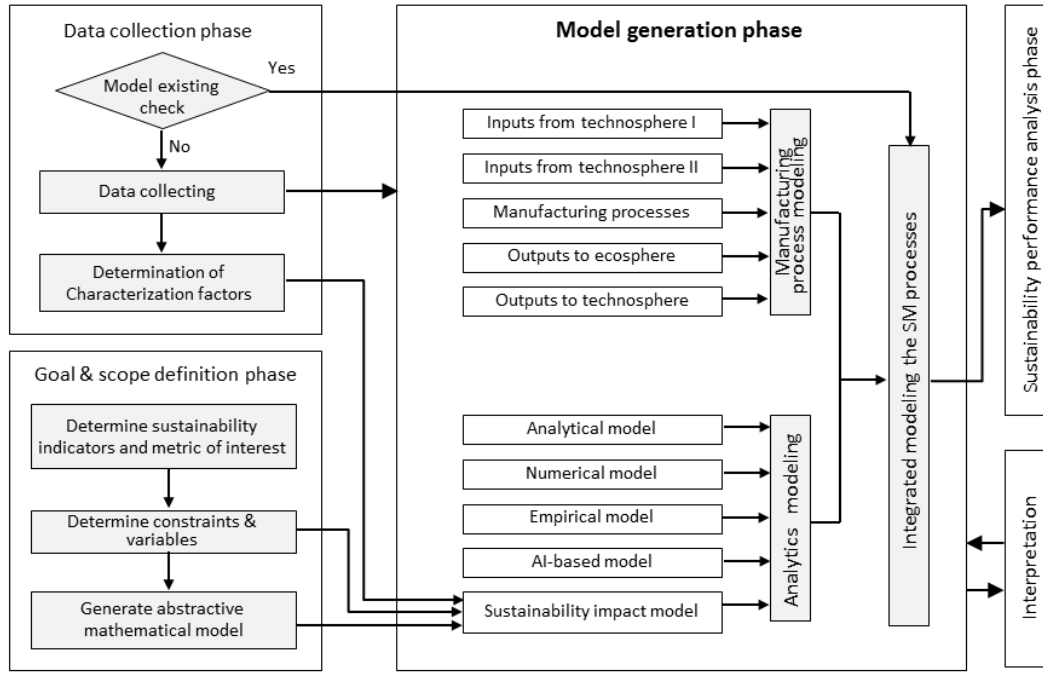 Data collection phase
Model existing
check
Yes
No
Data collecting
Determination of
Characterization factors
Goal & scope definition phase
Determine sustainability
indicators and metric of interest
Determine constraints &
variables
Generate abstractive
mathematical model
Model generation phase
Inputs from technosphere I
Inputs from technosphere II
Manufacturing processes
Outputs to ecosphere
Outputs to technosphere
Manufacturing
process modeling
Analytical model
Numerical model
Empirical model
AI-based model
Sustainability impact model
Analytics modeling
Integrated modeling the SM processes
Sustainability performance analysis phase
Interpretation